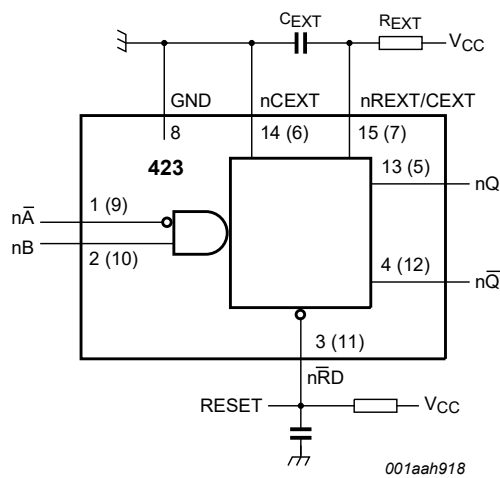 CEXT
REXT
VCC
GND
nCEXT
nREXT/CEXT
8
14 (6)
15 (7)
423
13 (5)
nQ
nA̅
1 (9)
nB
2 (10)
4 (12)
nQ̅
3 (11)
nR̅D
RESET
VCC
001aah918